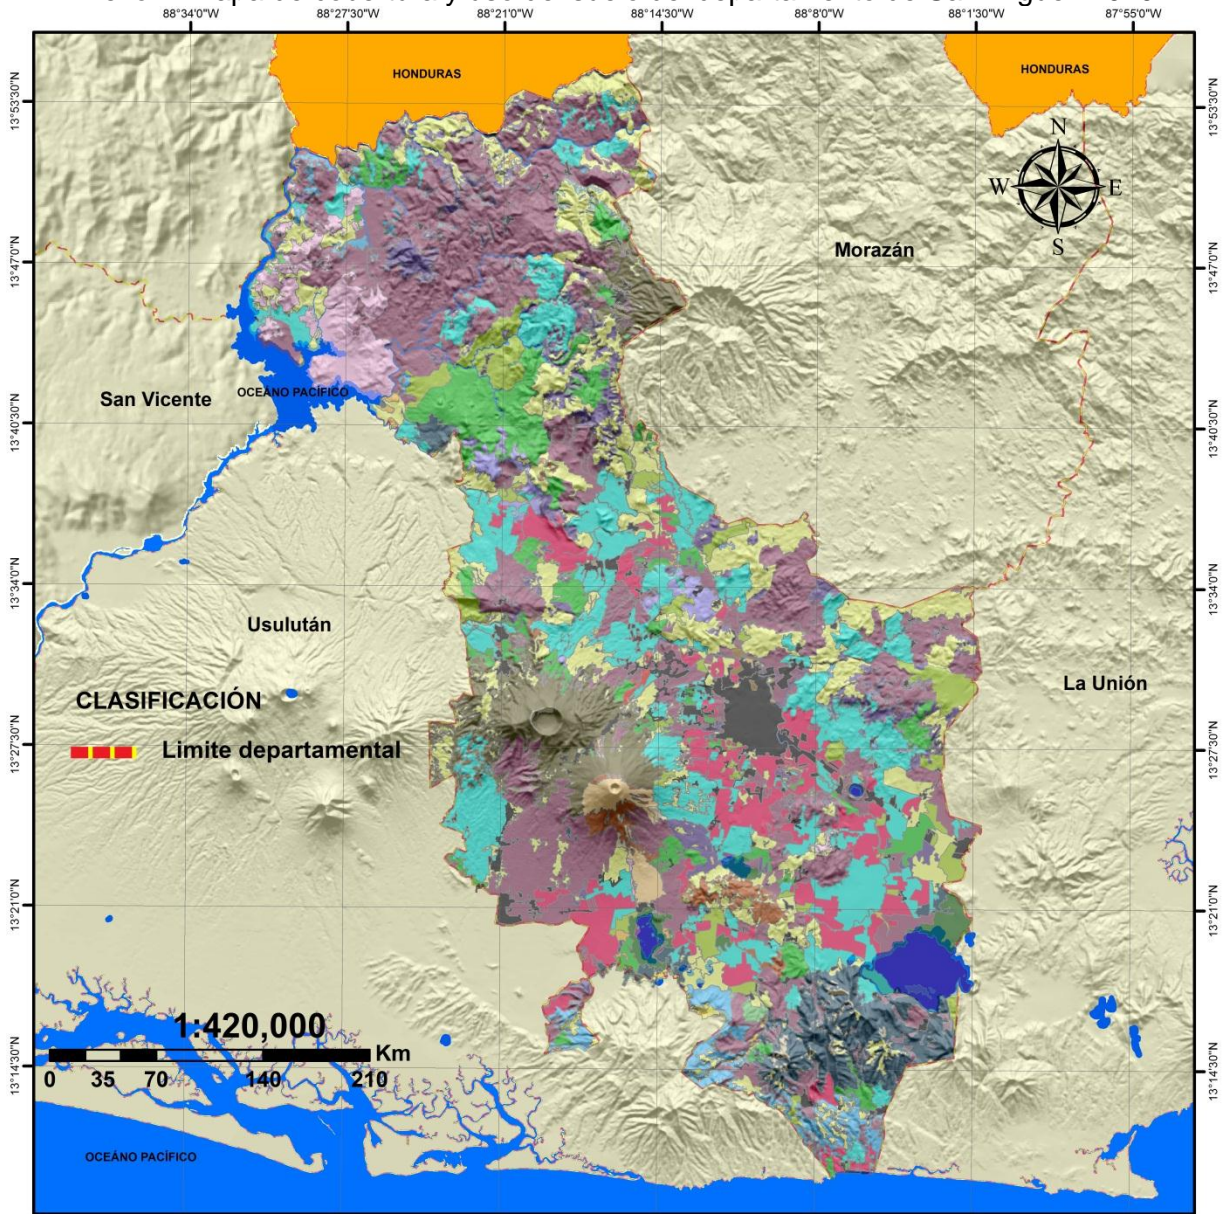 88°34'0"W 88°27'30"W 88°21'0"W 88°14'30"W 88°8'0"W 88°1'30"W 87°55'0"W
HONDURAS
HONDURAS
13°53'30"N
13°53'30"N
N
W E
S
Morazán
13°47'0"N
13°47'0"N
San Vicente
OCEÁNO PACÍFICO
13°40'30"N
13°40'30"N
13°34'0"N
13°34'0"N
Usulután
La Unión
CLASIFICACIÓN
Limite departamental
13°27'30"N
13°27'30"N
13°21'0"N
13°21'0"N
1:420,000
Km
0 35 70 140 210
13°14'30"N
13°14'30"N
OCEÁNO PACÍFICO